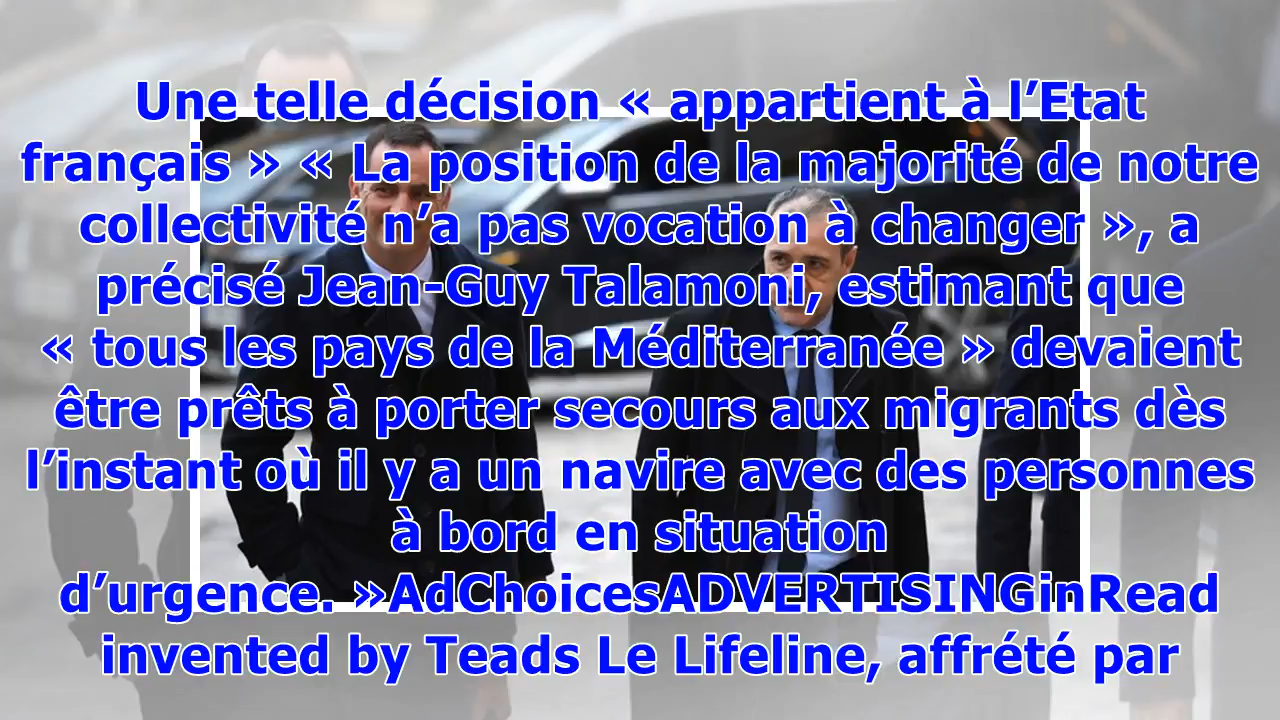 Une telle décision « appartient à l’Etat
français » « La position de la majorité de notre
collectivité n’a pas vocation à changer », a
précisé Jean-Guy Talamoni, estimant que
« tous les pays de la Méditerranée » devaient
être prêts à porter secours aux migrants dès
l’instant où il y a un navire avec des personnes
à bord en situation
d’urgence. »AdChoicesADVERTISINGinRead
invented by Teads Le Lifeline, affrété par